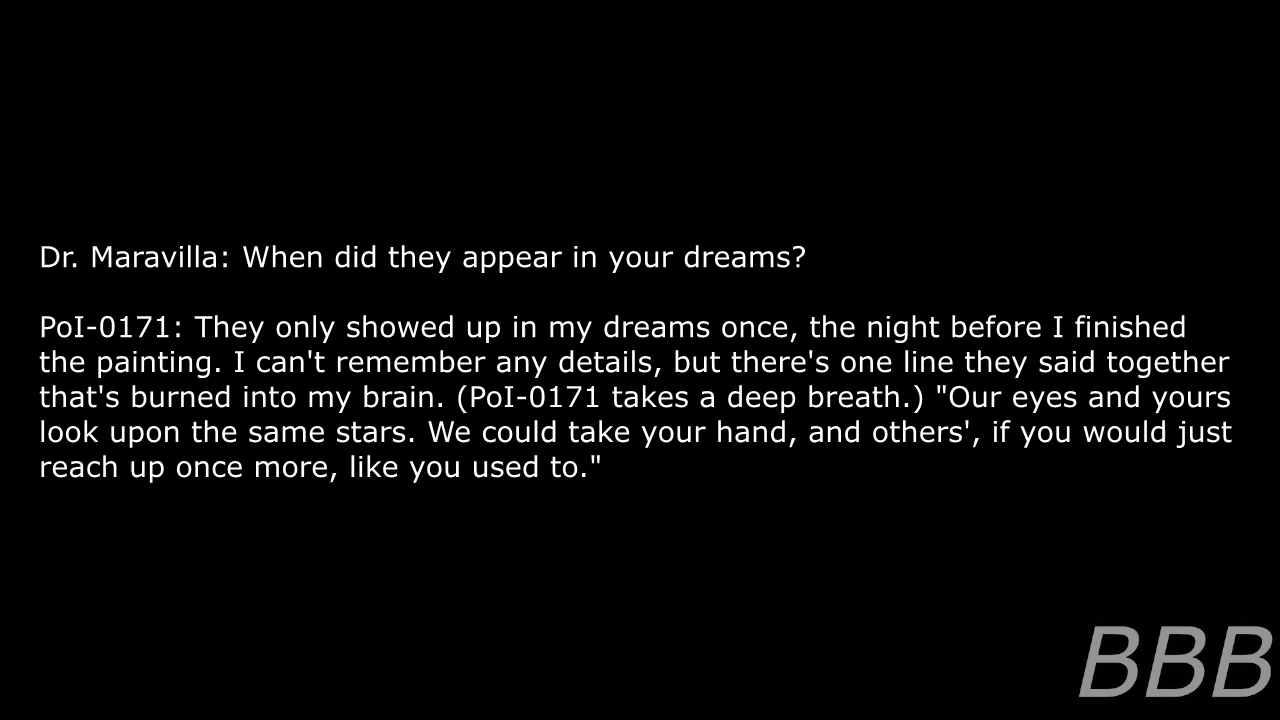 Dr. Maravilla: When did they appear in your dreams?
PoI-0171: They only showed up in my dreams once, the night before I finished
the painting. I can't remember any details, but there's one line they said together
that's burned into my brain. (PoI-0171 takes a deep breath.) "Our eyes and yours
look upon the same stars. We could take your hand, and others', if you would just
reach up once more, like you used to."
BBB